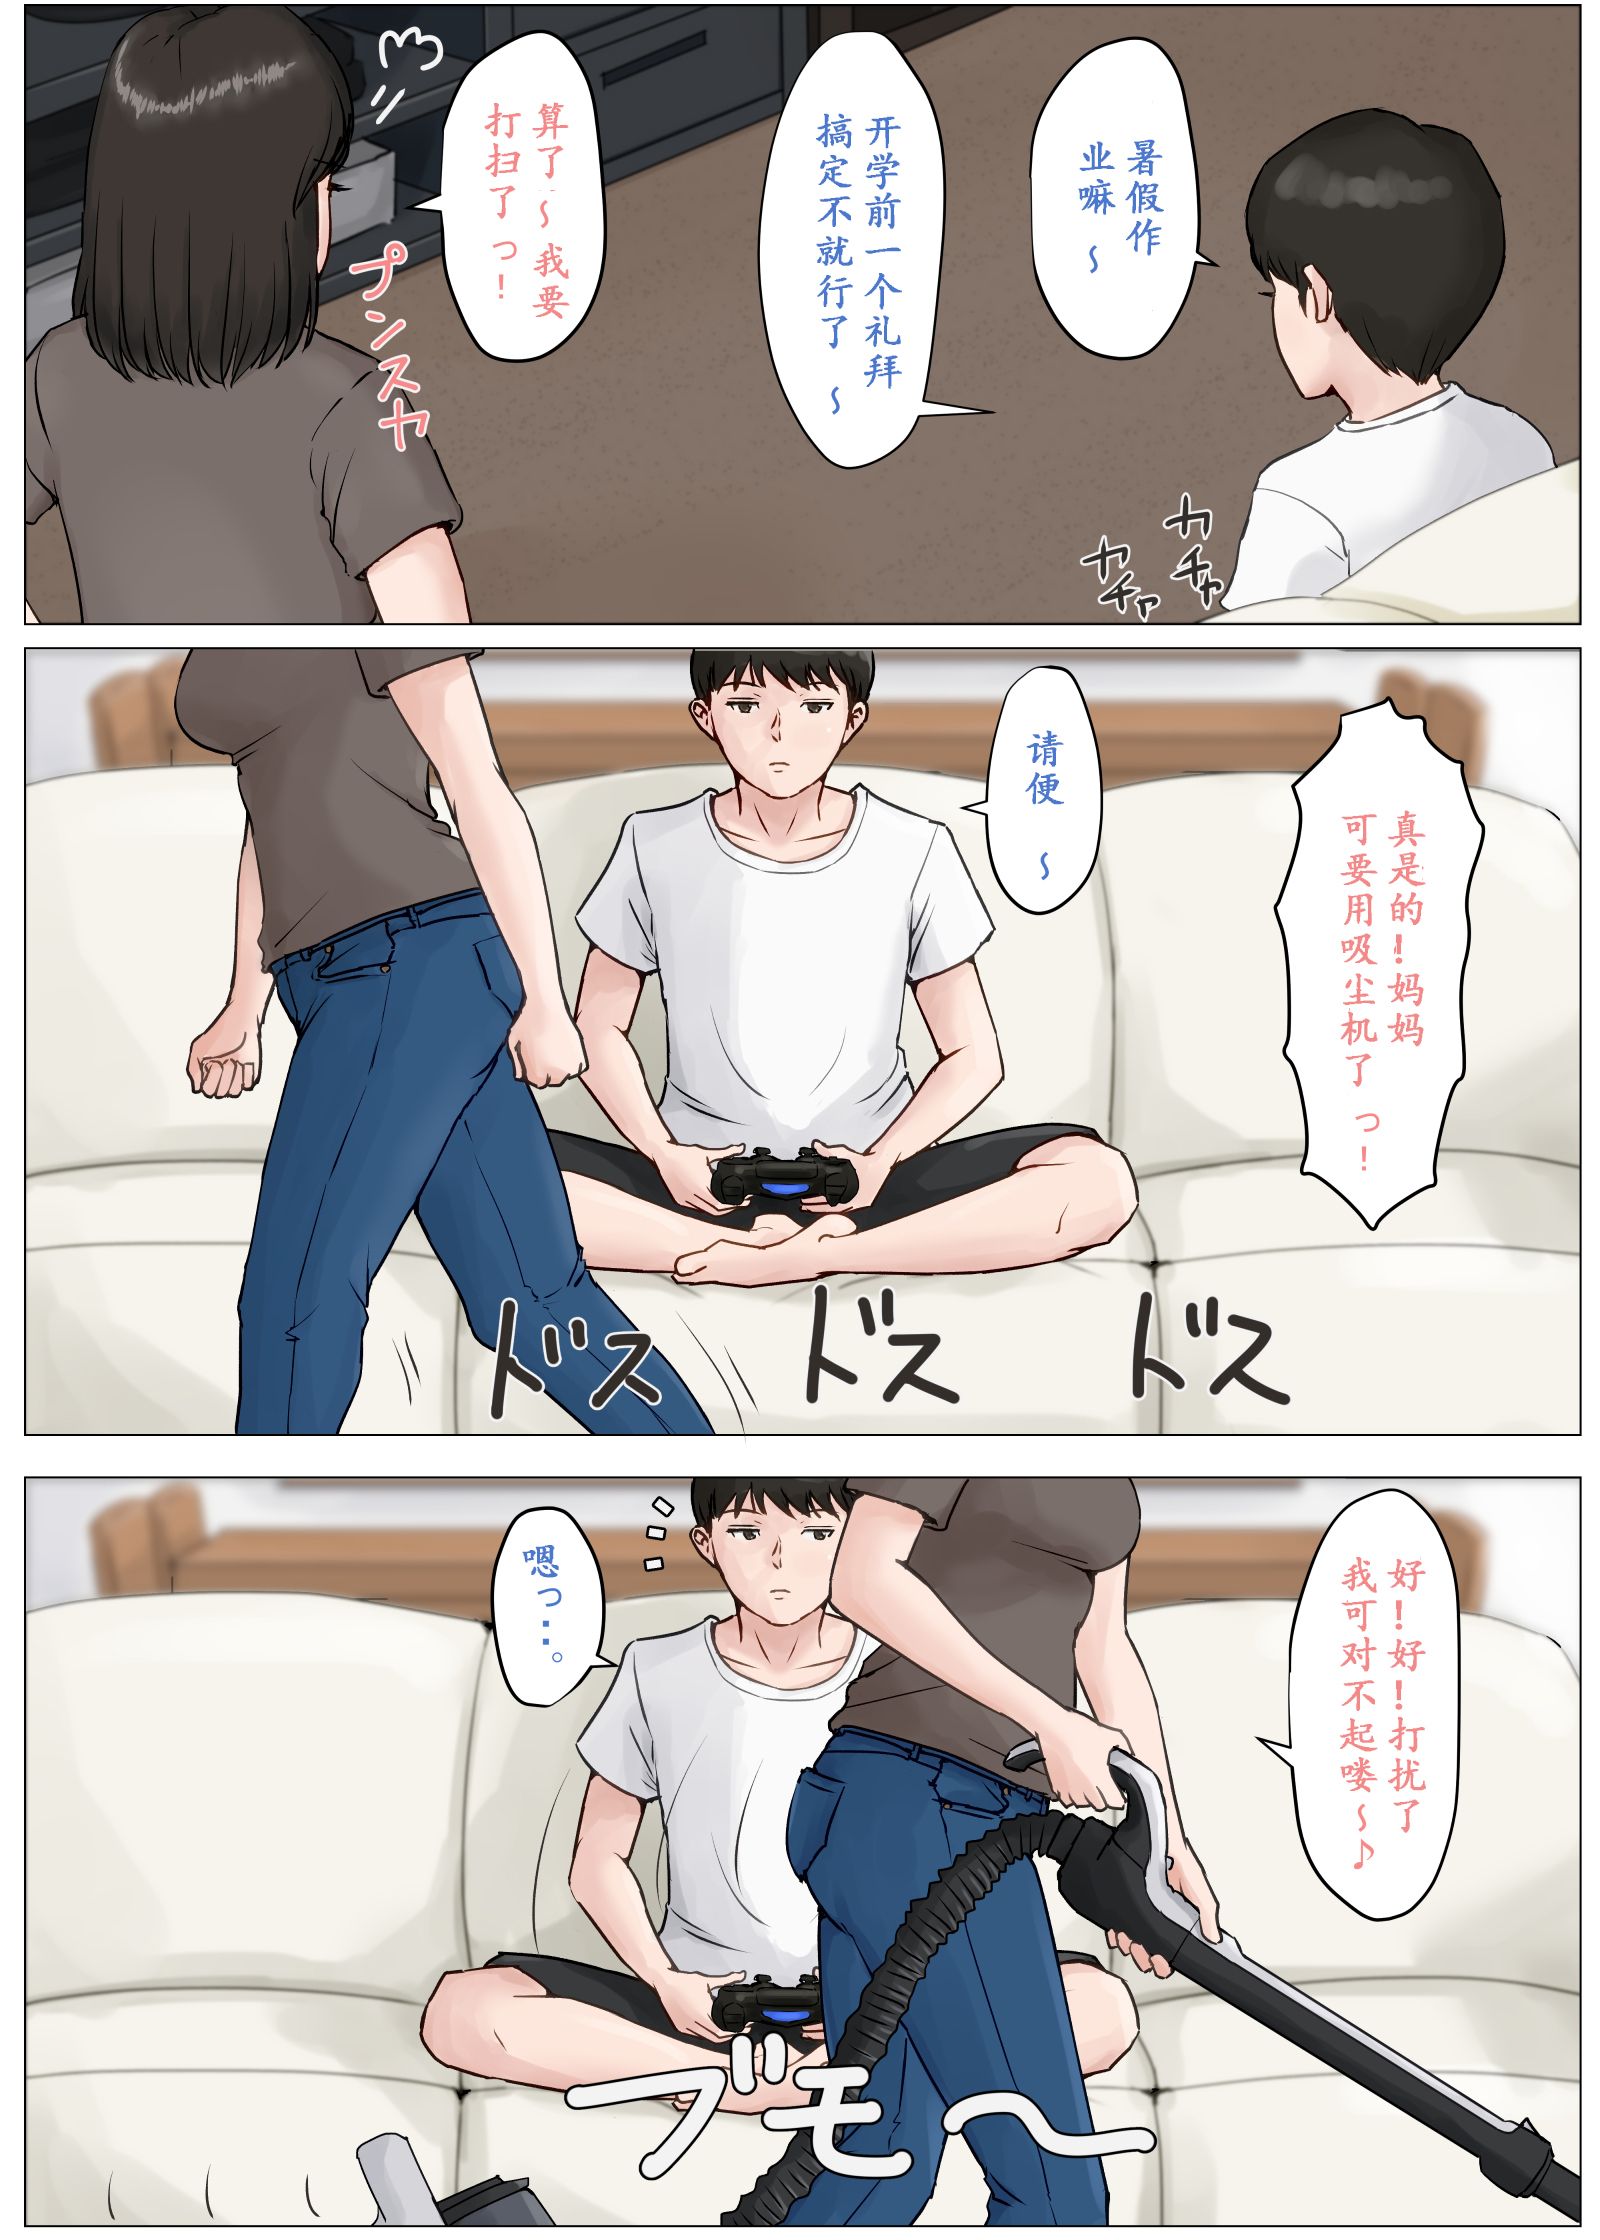 暑假作
业嘛～
开学前一个礼拜
搞定不就行了～
算了～我要
打扫了っ！
プンスカ
カチャ
カチャ
真是的！妈妈
可要用吸尘机了っ！
请便～
ドス
ドス
ドス
好！好！打扰了
我可对不起喽～♪
嗯っ……。
ブモ〜